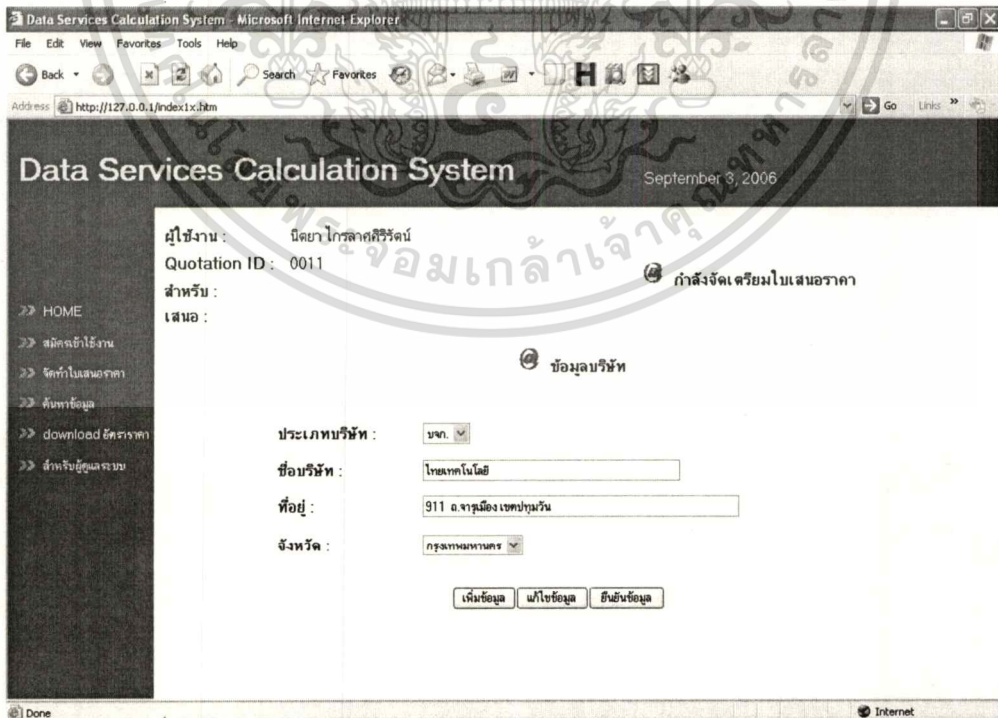 Data Services Calculation System - Microsoft Internet Explorer
File Edit View Favorites Tools Help
Back Search Favorites
Address http://127.0.0.1/index1x.htm Go Links
Data Services Calculation System
September 3, 2006
ผู้ใช้งาน : นิตยา ไกรลาศศิริรัตน์
Quotation ID : 0011
กำลังจัดเตรียมใบเสนอราคา
สำหรับ :
เสนอ :
HOME
สมัครเข้าใช้งาน
จัดทำใบเสนอราคา
ค้นหาข้อมูล
download อัตราราคา
สำหรับผู้ดูแลระบบ
ข้อมูลบริษัท
ประเภทบริษัท : บจก.
ชื่อบริษัท : ไทยเทคโนโลยี
ที่อยู่ : 911 ถ.จารุเมือง เขตปทุมวัน
จังหวัด : กรุงเทพมหานคร
เพิ่มข้อมูล แก้ไขข้อมูล ยืนยันข้อมูล
Done Internet